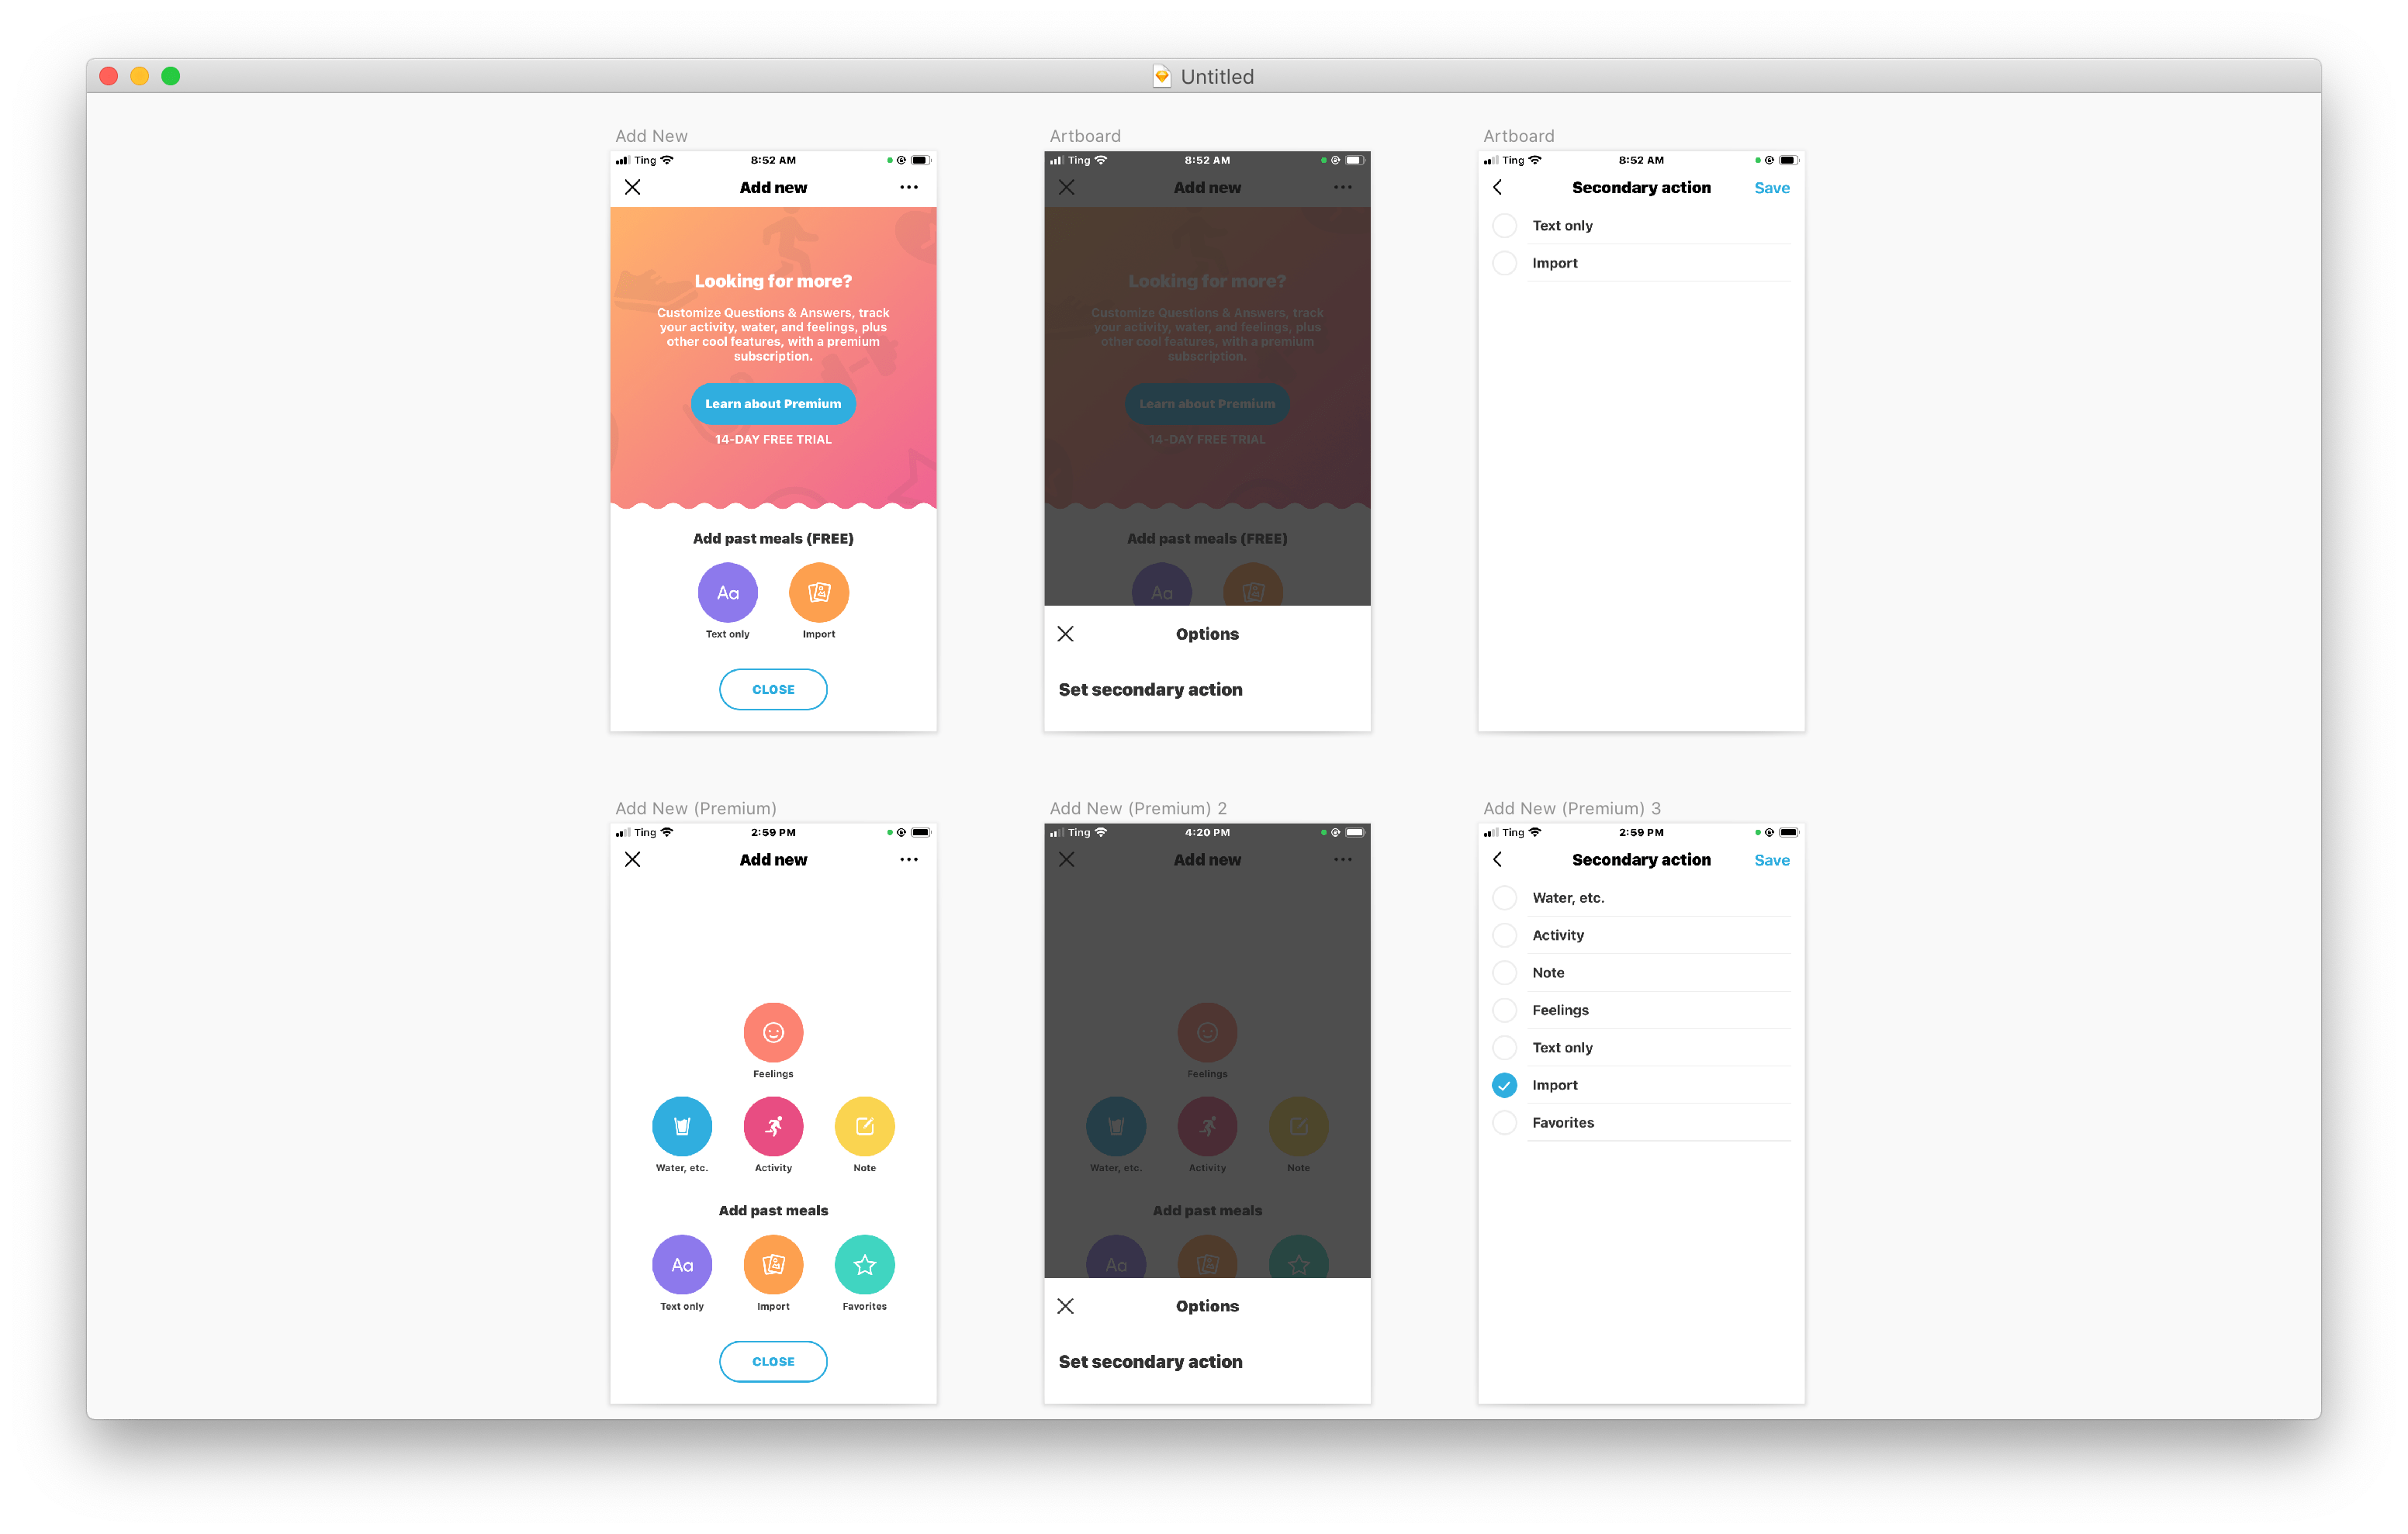 Untitled
Add New
Ting
8:52 AM
Add new
Looking for more?
Customize Questions & Answers, track
your activity, water, and feelings, plus
other cool features, with a premium
subscription.
Learn about Premium
14-DAY FREE TRIAL
Add past meals (FREE)
Aa
Text only
Import
CLOSE
Artboard
Ting
8:52 AM
Add new
Looking for more?
Customize Questions & Answers, track
your activity, water, and feelings, plus
other cool features, with a premium
subscription.
Learn about Premium
14-DAY FREE TRIAL
Add past meals (FREE)
Aa
Options
Set secondary action
Artboard
Ting
8:52 AM
Secondary action
Save
Text only
Import
Add New (Premium)
Ting
2:59 PM
Add new
Feelings
Water, etc.
Activity
Note
Add past meals
Aa
Text only
Import
Favorites
CLOSE
Add New (Premium) 2
Ting
4:20 PM
Add new
Feelings
Water, etc.
Activity
Note
Add past meals
Aa
Options
Set secondary action
Add New (Premium) 3
Ting
2:59 PM
Secondary action
Save
Water, etc.
Activity
Note
Feelings
Text only
Import
Favorites